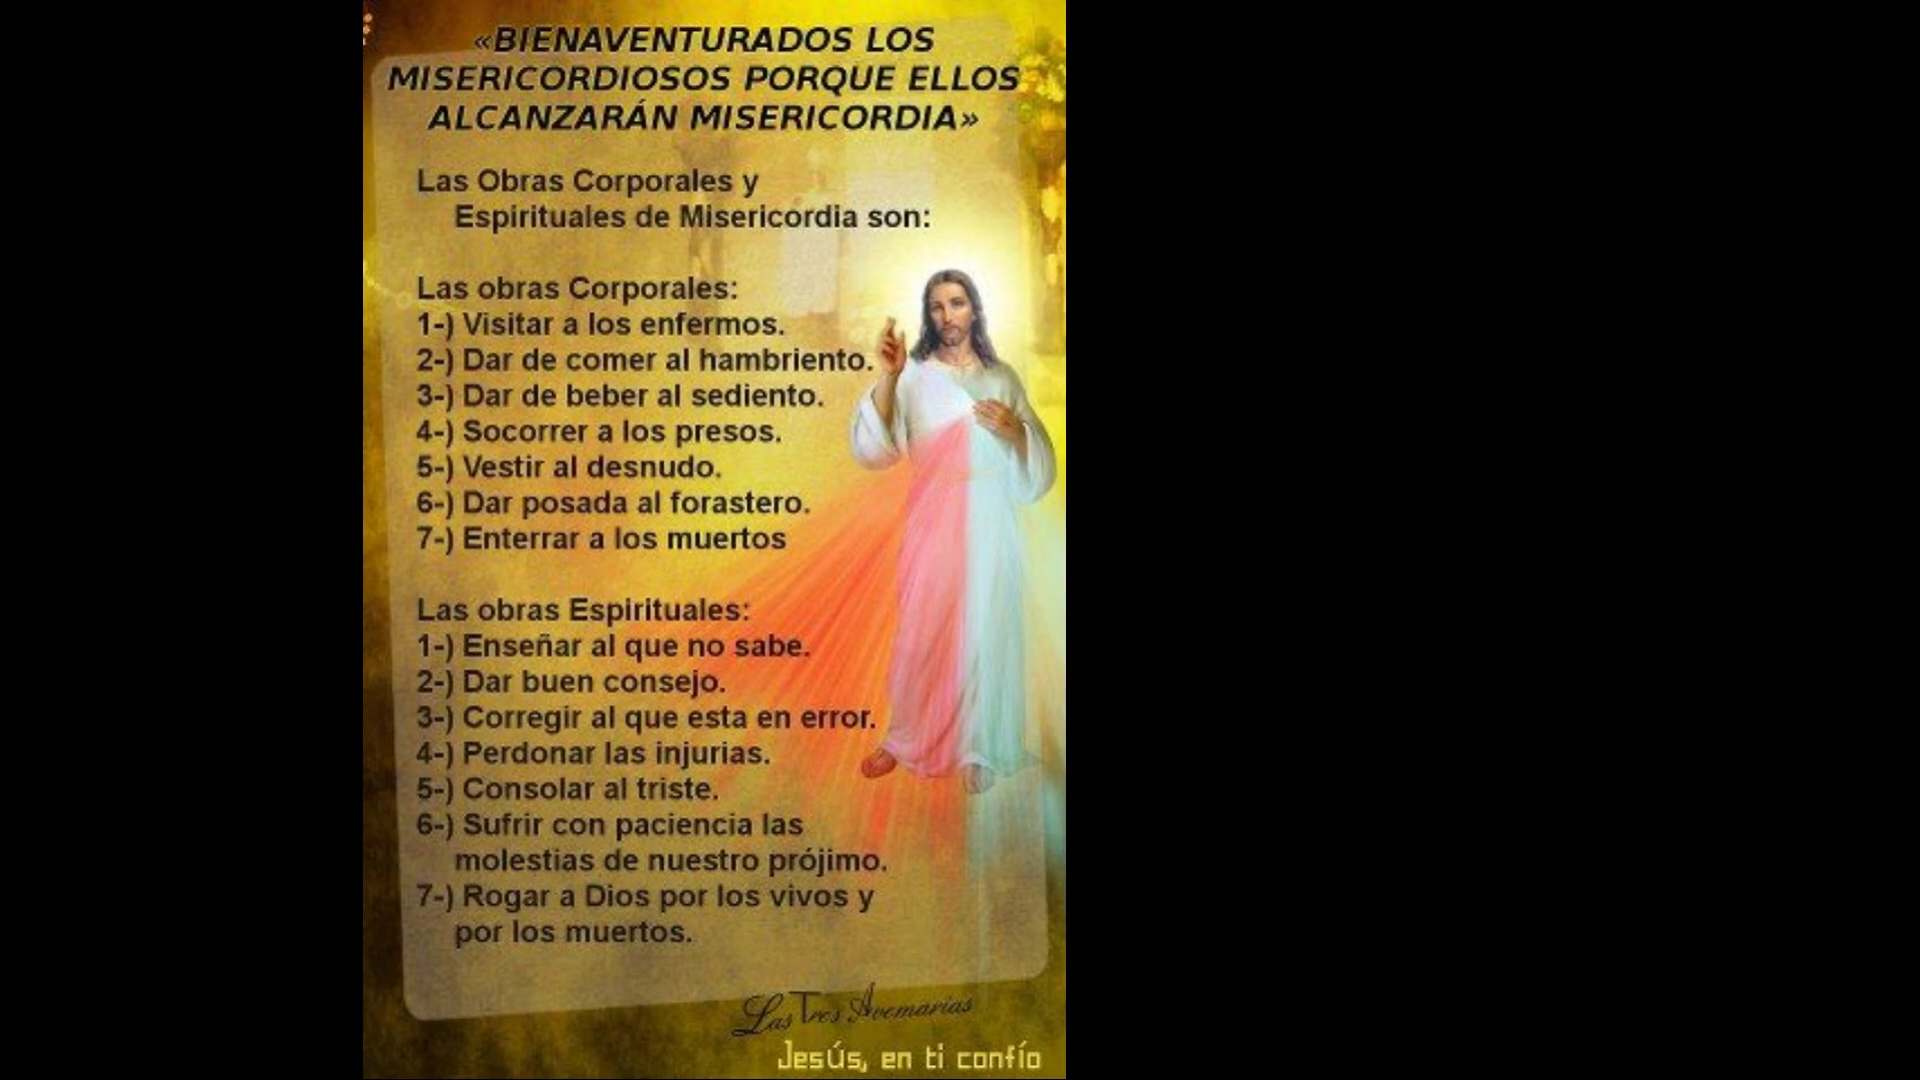 «BIENAVENTURADOS LOS
MISERICORDIOSOS PORQUE ELLOS
ALCANZARÁN MISERICORDIA»
Las Obras Corporales y
Espirituales de Misericordia son:
Las obras Corporales:
1-) Visitar a los enfermos.
2-) Dar de comer al hambriento.
3-) Dar de beber al sediento.
4-) Socorrer a los presos.
5-) Vestir al desnudo.
6-) Dar posada al forastero.
7-) Enterrar a los muertos
Las obras Espirituales:
1-) Enseñar al que no sabe.
2-) Dar buen consejo.
3-) Corregir al que esta en error.
4-) Perdonar las injurias.
5-) Consolar al triste.
6-) Sufrir con paciencia las
molestias de nuestro prójimo.
7-) Rogar a Dios por los vivos y
por los muertos.
Las Tres Avemarías
Jesús, en ti confío